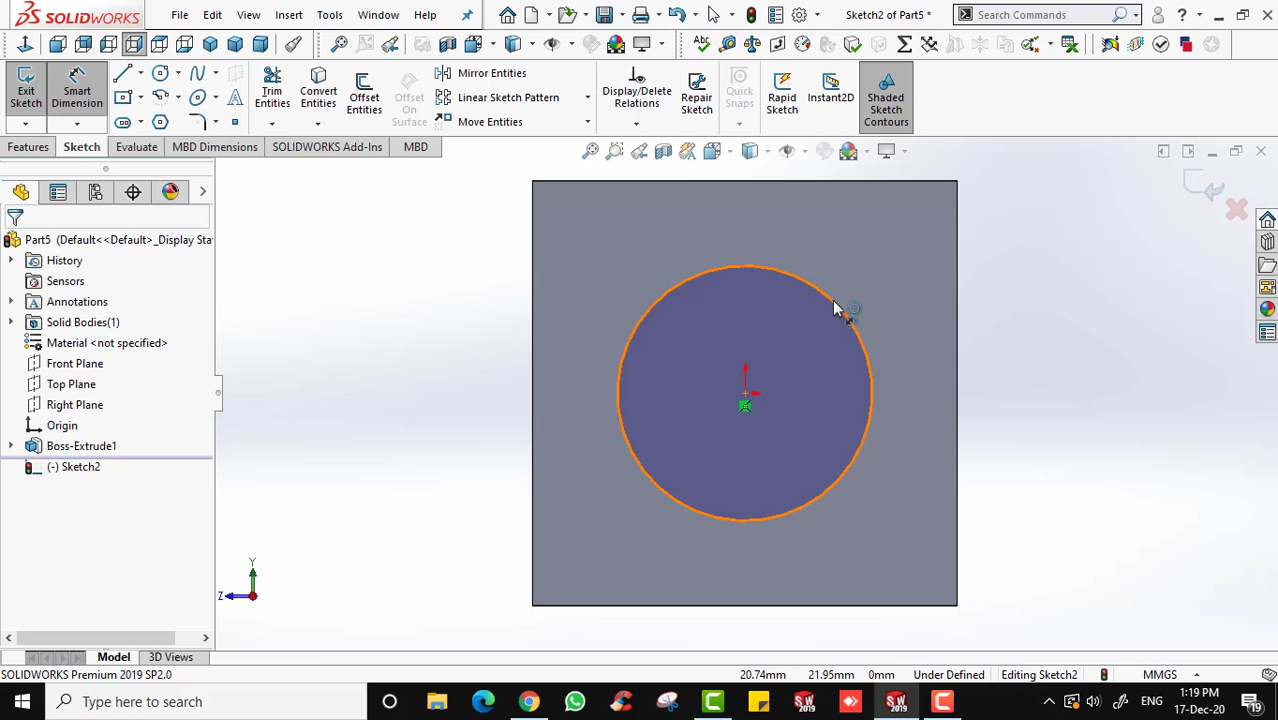 SOLIDWORKS File Edit View Insert Tools Window Help Sketch2 of Part5 * Search Commands ?
Exit Sketch
Smart Dimension
Trim Entities
Convert Entities
Offset Entities
Offset On Surface
Mirror Entities
Linear Sketch Pattern
Move Entities
Display/Delete Relations
Repair Sketch
Quick Snaps
Rapid Sketch
Instant2D
Shaded Sketch Contours
Features Sketch Evaluate MBD Dimensions SOLIDWORKS Add-Ins MBD
Part5 (Default<<Default>_Display Sta
History
Sensors
Annotations
Solid Bodies(1)
Material <not specified>
Front Plane
Top Plane
Right Plane
Origin
Boss-Extrude1
(-) Sketch2
Y
Z
Model 3D Views
SOLIDWORKS Premium 2019 SP2.0 20.74mm 21.95mm 0mm Under Defined Editing Sketch2 MMGS
Type here to search ENG 1:19 PM 17-Dec-20 19